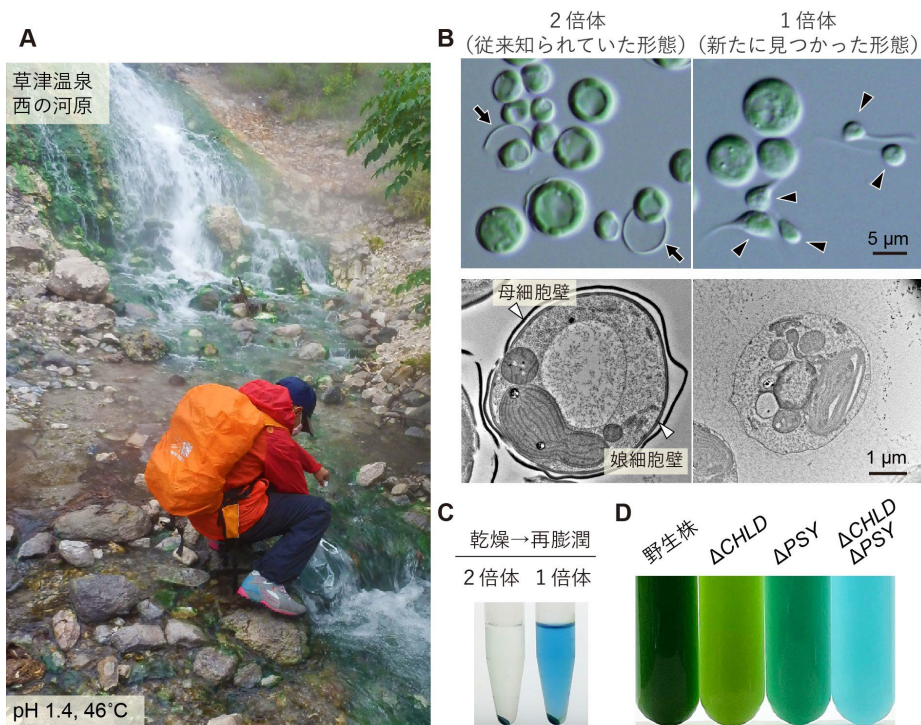 A
草津温泉
西の河原
pH 1.4, 46˚C
B
2倍体
（従来知られていた形態）
1倍体
（新たに見つかった形態）
5 µm
母細胞壁
娘細胞壁
1 µm
C
乾燥→再膨潤
2倍体
1倍体
D
野生株
ΔCHLD
ΔPSY
ΔCHLD
ΔPSY